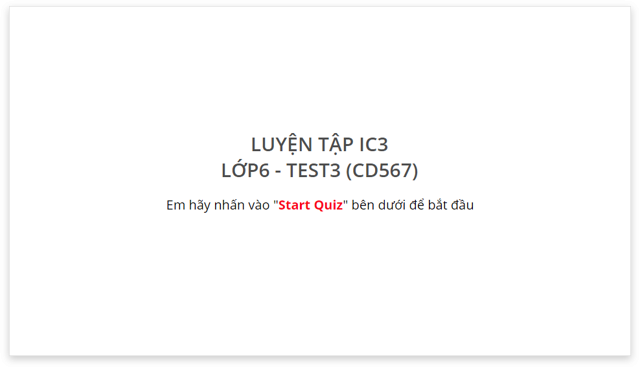 LUYỆN TẬP IC3
LỚP6 - TEST3 (CD567)
Em hãy nhấn vào "Start Quiz" bên dưới để bắt đầu